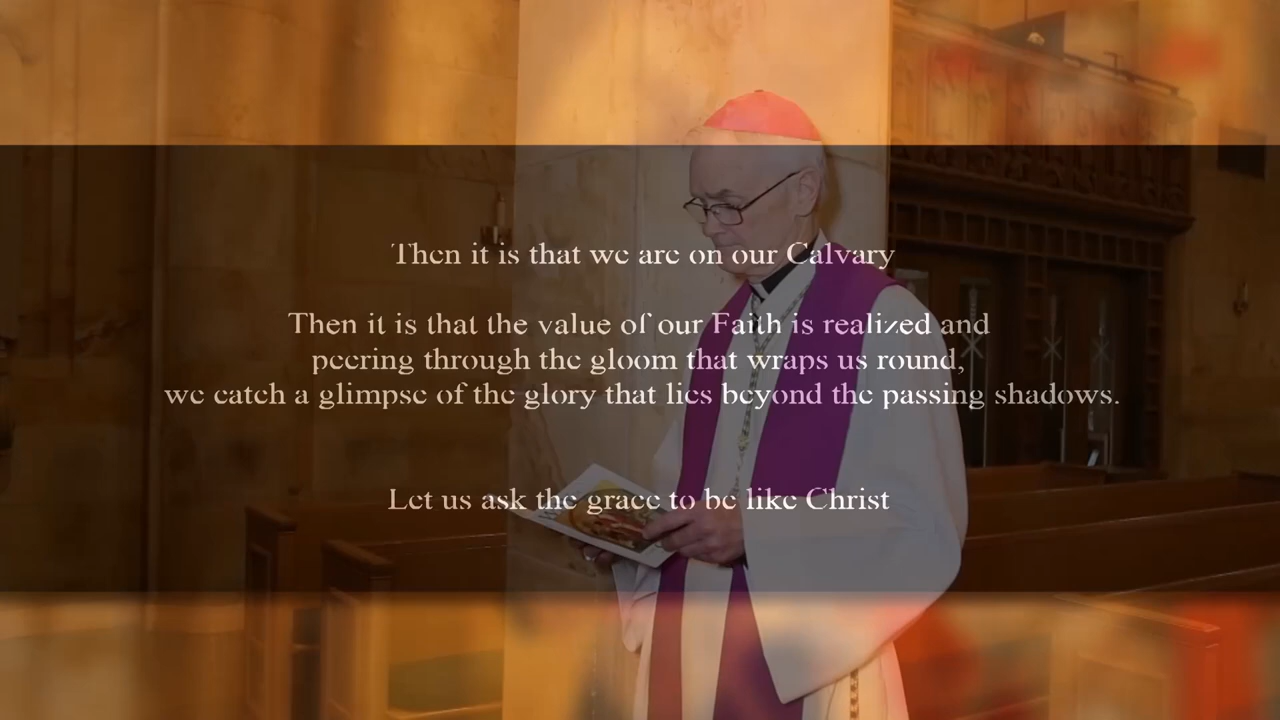 Then it is that we are on our Calvary
Then it is that the value of our Faith is realized and
peering through the gloom that wraps us round,
we catch a glimpse of the glory that lies beyond the passing shadows.
Let us ask the grace to be like Christ